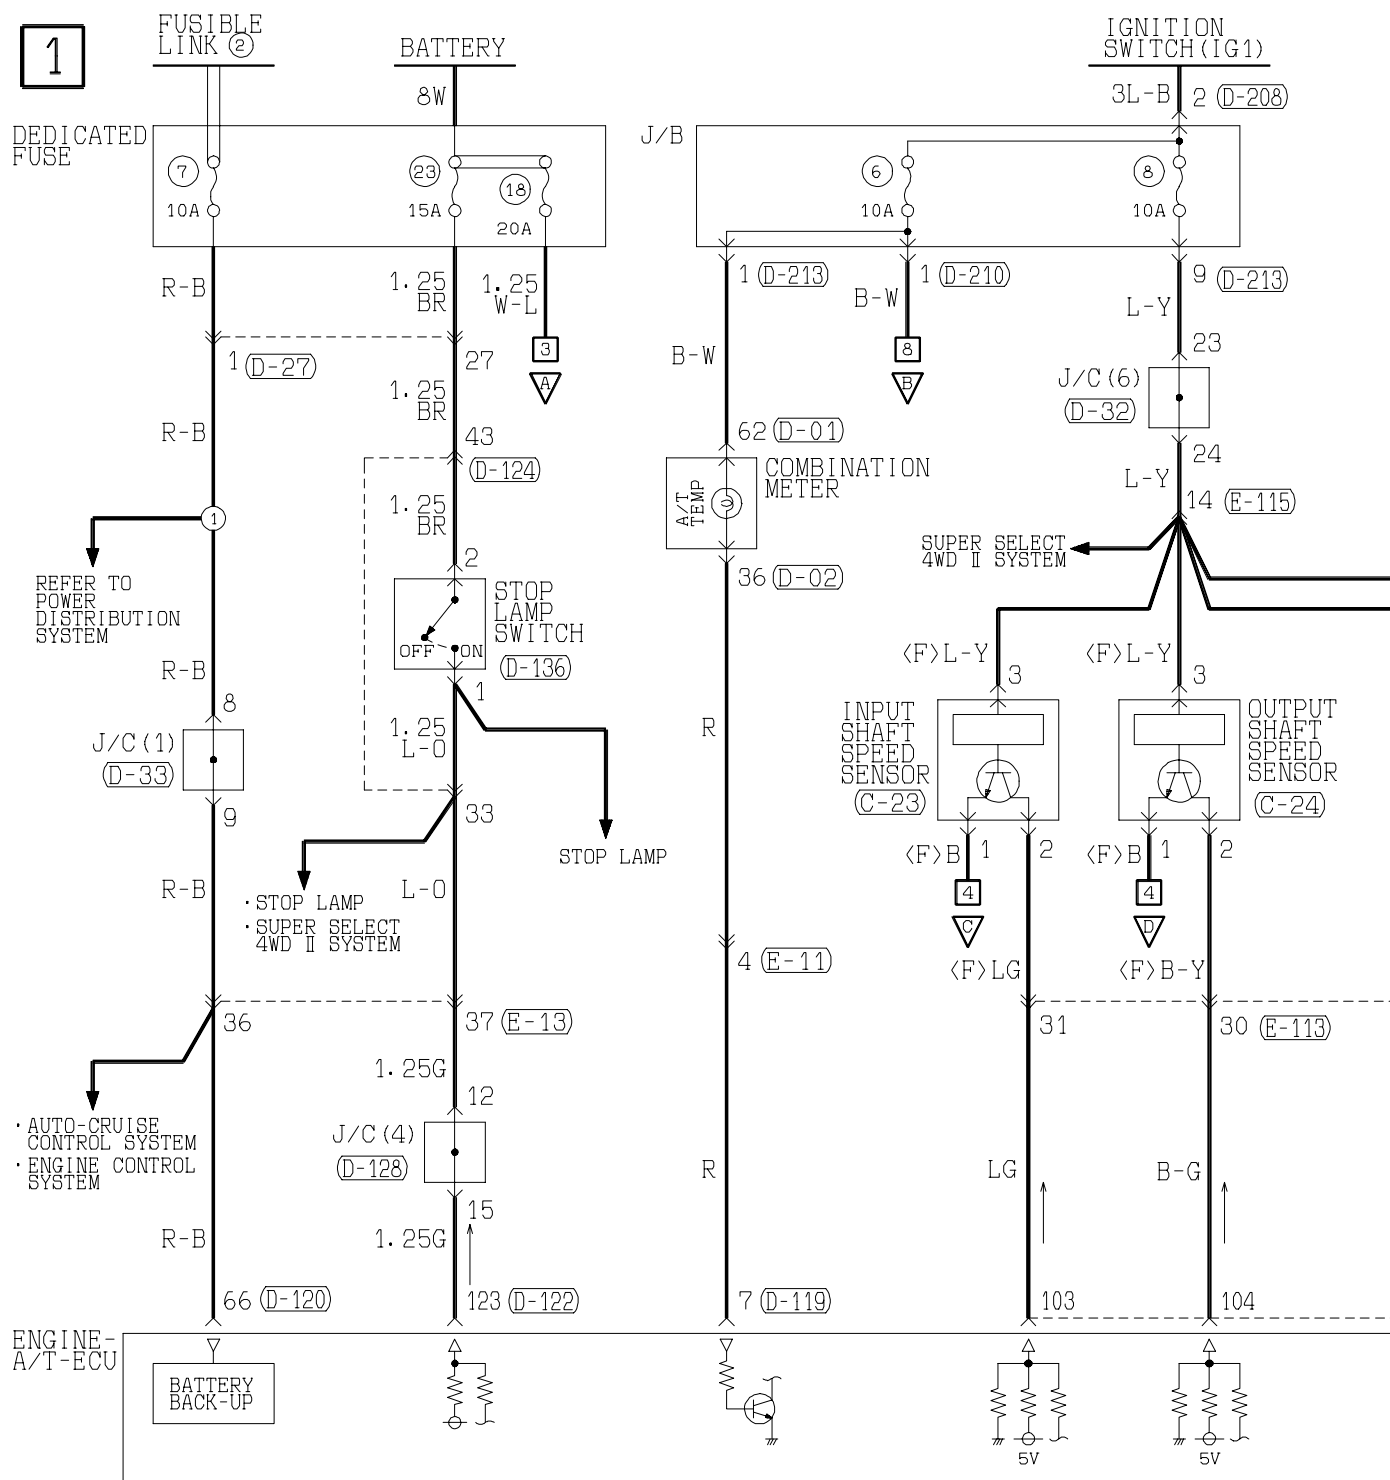 1
FUSIBLE
LINK ②
BATTERY
IGNITION
SWITCH(IG1)
8W
3L-B
2 (D-208)
DEDICATED
FUSE
J/B
7
10A
23
15A
18
20A
6
10A
8
10A
R-B
1.25
BR
1.25
W-L
1 (D-213)
B-W
1 (D-210)
9 (D-213)
L-Y
1 (D-27)
27
3
A
B-W
8
B
23
J/C(6)
(D-32)
24
R-B
1.25
BR
43
(D-124)
62 (D-01)
COMBINATION
METER
A/T
TEMP
36 (D-02)
L-Y
14 (E-115)
1.25
BR
1
REFER TO
POWER
DISTRIBUTION
SYSTEM
2
STOP
LAMP
SWITCH
OFF
ON
(D-136)
1
SUPER SELECT
4WD Ⅱ SYSTEM
<F>L-Y
3
<F>L-Y
3
R-B
8
J/C(1)
(D-33)
9
1.25
L-O
33
STOP LAMP
R
INPUT
SHAFT
SPEED
SENSOR
(C-23)
OUTPUT
SHAFT
SPEED
SENSOR
(C-24)
<F>B
1
2
<F>B
1
2
R-B
L-O
· STOP LAMP
· SUPER SELECT
4WD Ⅱ SYSTEM
4
C
4
D
4 (E-11)
<F>LG
<F>B-Y
36
37 (E-13)
31
30 (E-113)
· AUTO-CRUISE
CONTROL SYSTEM
· ENGINE CONTROL
SYSTEM
1.25G
12
J/C(4)
(D-128)
15
R
LG
B-G
R-B
1.25G
66 (D-120)
123 (D-122)
7 (D-119)
103
104
ENGINE-
A/T-ECU
BATTERY
BACK-UP
5V
5V